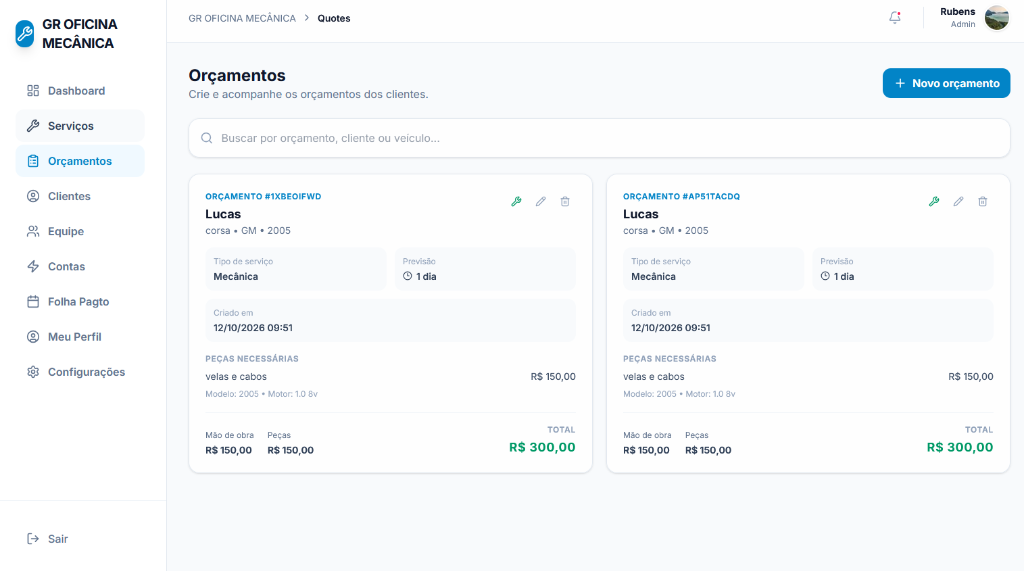 GR OFICINA
MECÂNICA
Dashboard
Serviços
Orçamentos
Clientes
Equipe
Contas
Folha Pagto
Meu Perfil
Configurações
Sair
GR OFICINA MECÂNICA > Quotes
Rubens
Admin
Orçamentos
Crie e acompanhe os orçamentos dos clientes.
+ Novo orçamento
Buscar por orçamento, cliente ou veículo...
ORÇAMENTO #1XBEOIFWD
Lucas
corsa • GM • 2005
Tipo de serviço
Mecânica
Previsão
1 dia
Criado em
12/10/2026 09:51
PEÇAS NECESSÁRIAS
velas e cabos R$ 150,00
Modelo: 2005 • Motor: 1.0 8v
Mão de obra
R$ 150,00
Peças
R$ 150,00
TOTAL
R$ 300,00
ORÇAMENTO #AP51TACDQ
Lucas
corsa • GM • 2005
Tipo de serviço
Mecânica
Previsão
1 dia
Criado em
12/10/2026 09:51
PEÇAS NECESSÁRIAS
velas e cabos R$ 150,00
Modelo: 2005 • Motor: 1.0 8v
Mão de obra
R$ 150,00
Peças
R$ 150,00
TOTAL
R$ 300,00